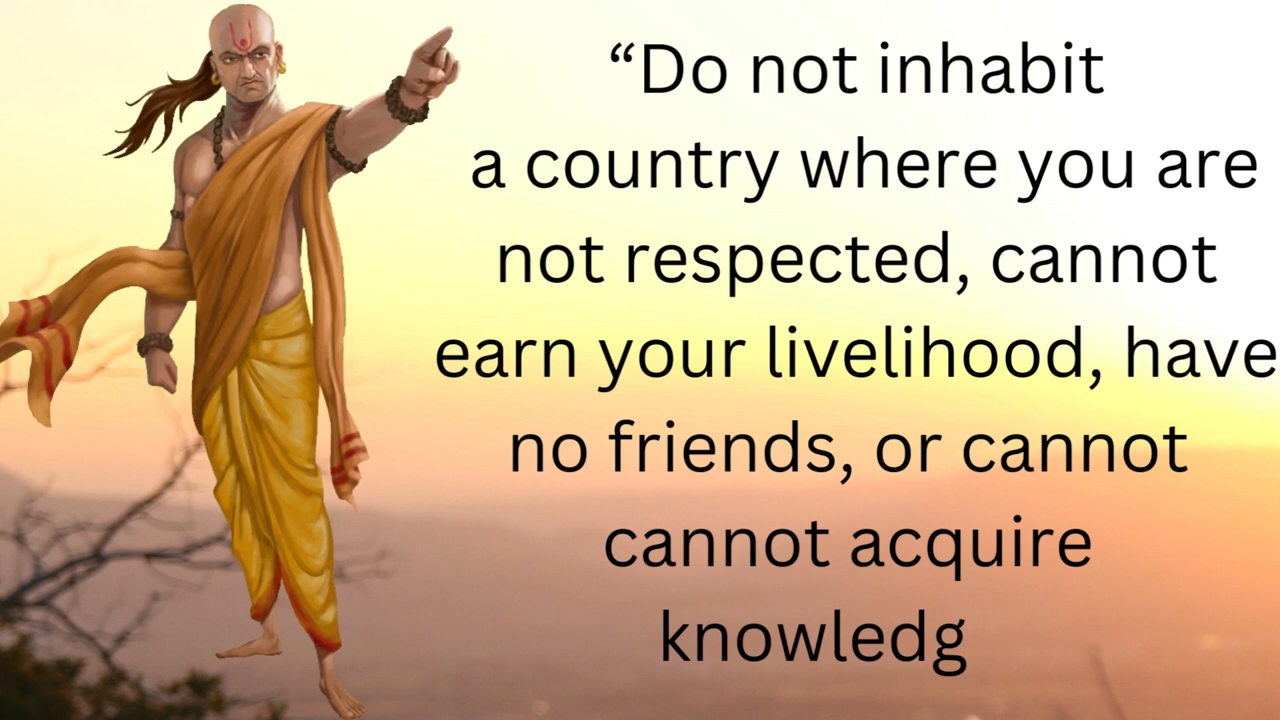 “Do not inhabit
a country where you are
not respected, cannot
earn your livelihood, have
no friends, or cannot
cannot acquire
knowledg